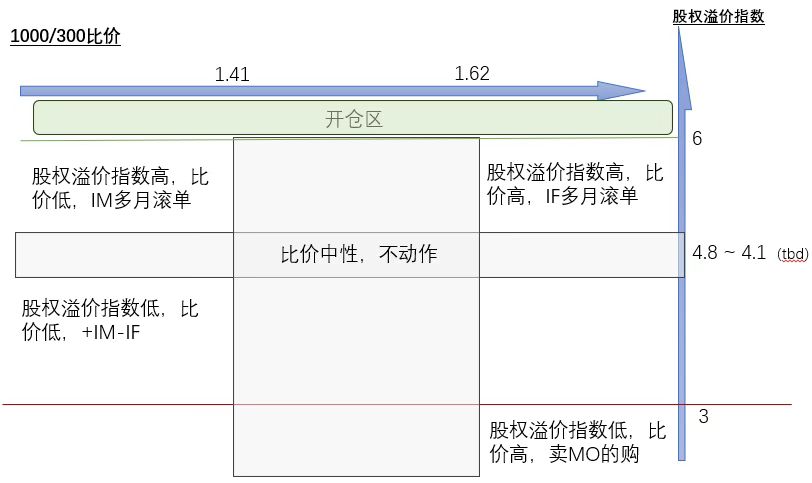 股权溢价指数
1000/300比价
1.41
1.62
开仓区
6
股权溢价指数高，比
价低，IM多月滚单
股权溢价指数高，比
价高，IF多月滚单
比价中性，不动作
4.8 ~ 4.1 (tbd)
股权溢价指数低，比
价低，+IM-IF
3
股权溢价指数低，比
价高，卖MO的购